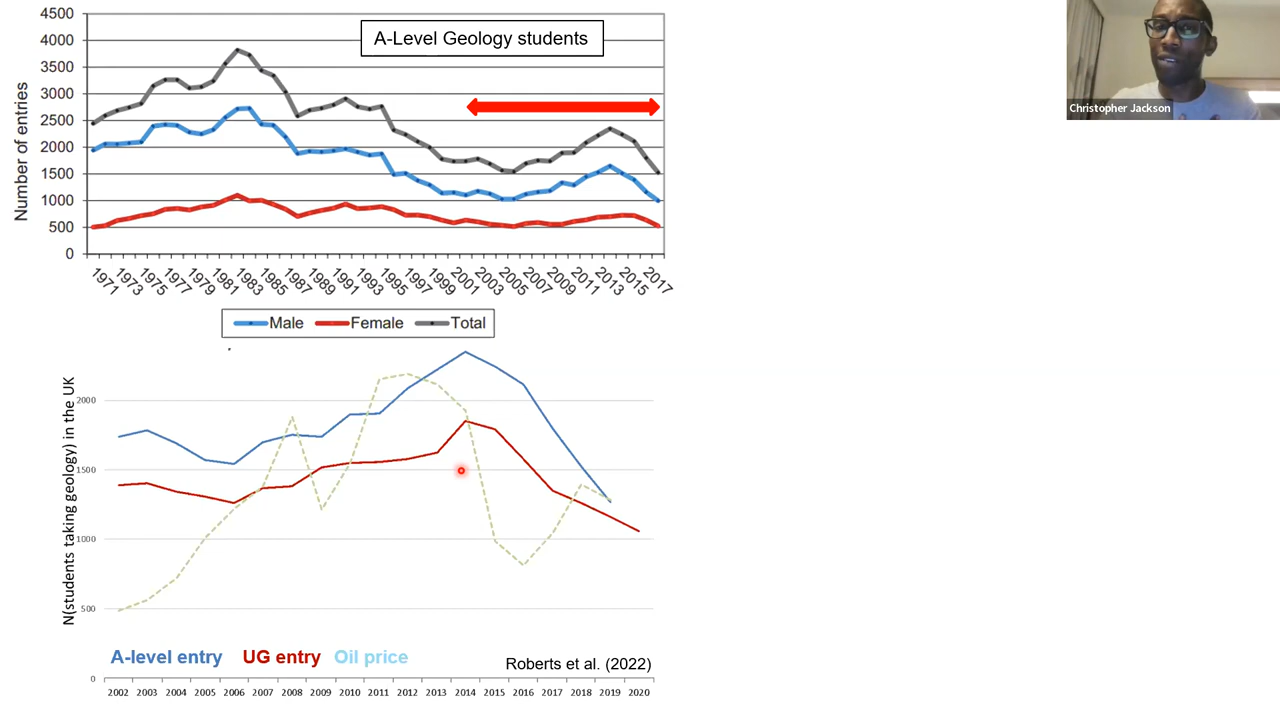 4500
4000
3500
3000
2500
2000
1500
1000
500
0
Number of entries
A-Level Geology students
Christopher Jackson
1971 1973 1975 1977 1979 1981 1983 1985 1987 1989 1991 1993 1995 1997 1999 2001 2003 2005 2007 2009 2011 2013 2015 2017
Male Female Total
N(students taking geology) in the UK
2000
1500
1000
500
0
A-level entry UG entry Oil price
Roberts et al. (2022)
2002 2003 2004 2005 2006 2007 2008 2009 2010 2011 2012 2013 2014 2015 2016 2017 2018 2019 2020